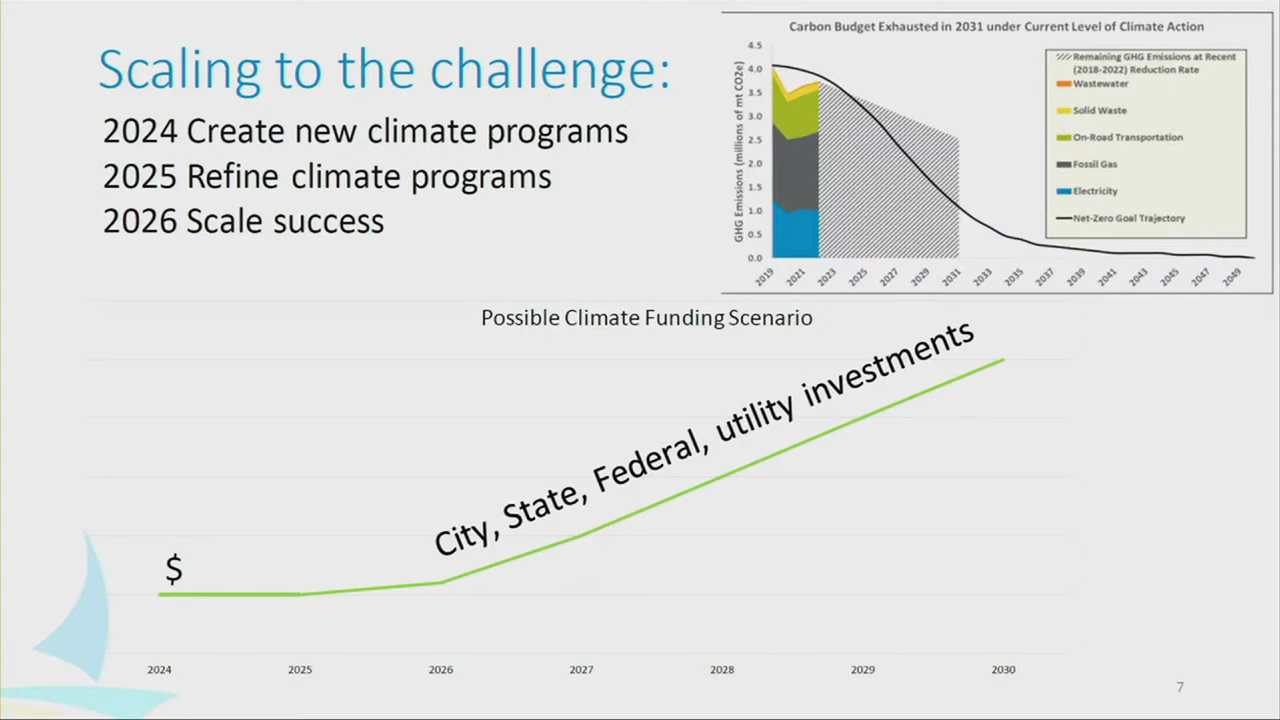 Scaling to the challenge:
2024 Create new climate programs
2025 Refine climate programs
2026 Scale success
Carbon Budget Exhausted in 2031 under Current Level of Climate Action
GHG Emissions (millions of mt CO2e)
4.5
4.0
3.5
3.0
2.5
2.0
1.5
1.0
0.5
0.0
2019
2021
2023
2025
2027
2029
2031
2033
2035
2037
2039
2041
2043
2045
2047
2049
Remaining GHG Emissions at Recent
(2018-2022) Reduction Rate
Wastewater
Solid Waste
On-Road Transportation
Fossil Gas
Electricity
Net-Zero Goal Trajectory
Possible Climate Funding Scenario
$
City, State, Federal, utility investments
2024
2025
2026
2027
2028
2029
2030
7